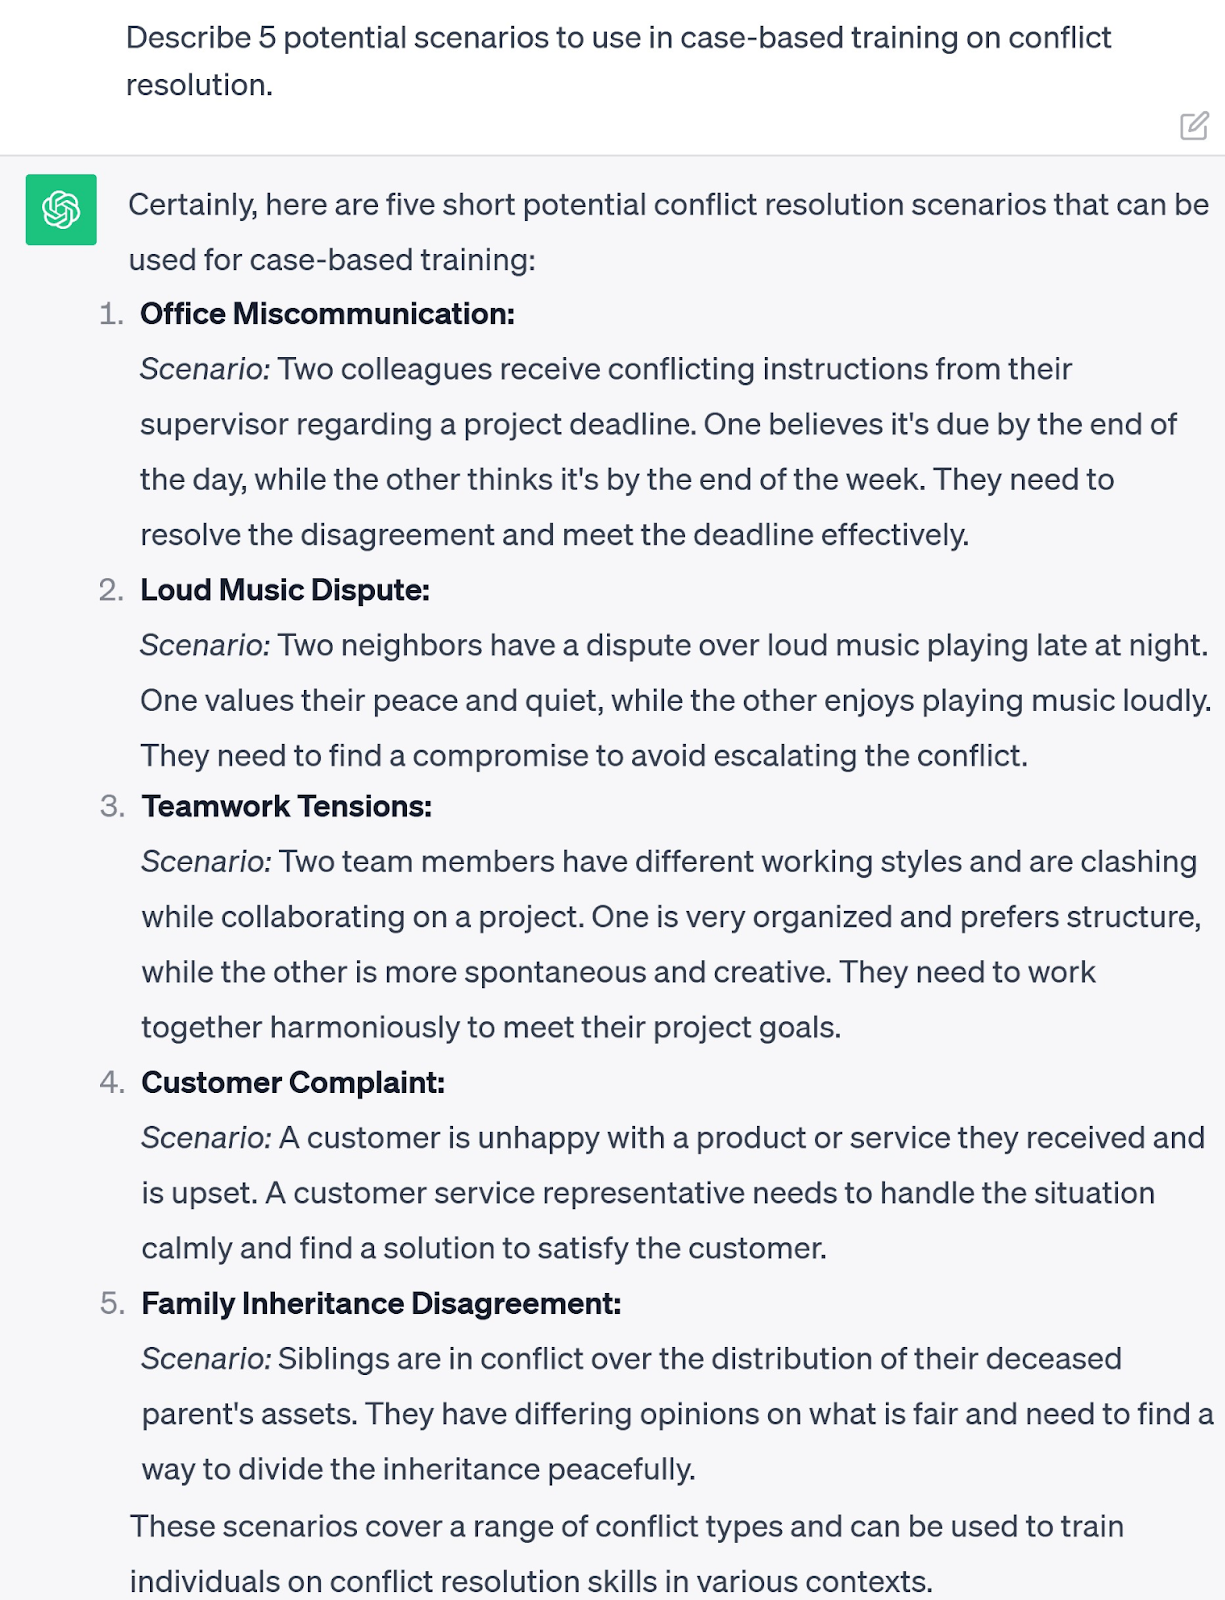 Describe 5 potential scenarios to use in case-based training on conflict
resolution.
Certainly, here are five short potential conflict resolution scenarios that can be
used for case-based training:
1. Office Miscommunication:
Scenario: Two colleagues receive conflicting instructions from their
supervisor regarding a project deadline. One believes it's due by the end of
the day, while the other thinks it's by the end of the week. They need to
resolve the disagreement and meet the deadline effectively.
2. Loud Music Dispute:
Scenario: Two neighbors have a dispute over loud music playing late at night.
One values their peace and quiet, while the other enjoys playing music loudly.
They need to find a compromise to avoid escalating the conflict.
3. Teamwork Tensions:
Scenario: Two team members have different working styles and are clashing
while collaborating on a project. One is very organized and prefers structure,
while the other is more spontaneous and creative. They need to work
together harmoniously to meet their project goals.
4. Customer Complaint:
Scenario: A customer is unhappy with a product or service they received and
is upset. A customer service representative needs to handle the situation
calmly and find a solution to satisfy the customer.
5. Family Inheritance Disagreement:
Scenario: Siblings are in conflict over the distribution of their deceased
parent's assets. They have differing opinions on what is fair and need to find a
way to divide the inheritance peacefully.
These scenarios cover a range of conflict types and can be used to train
individuals on conflict resolution skills in various contexts.